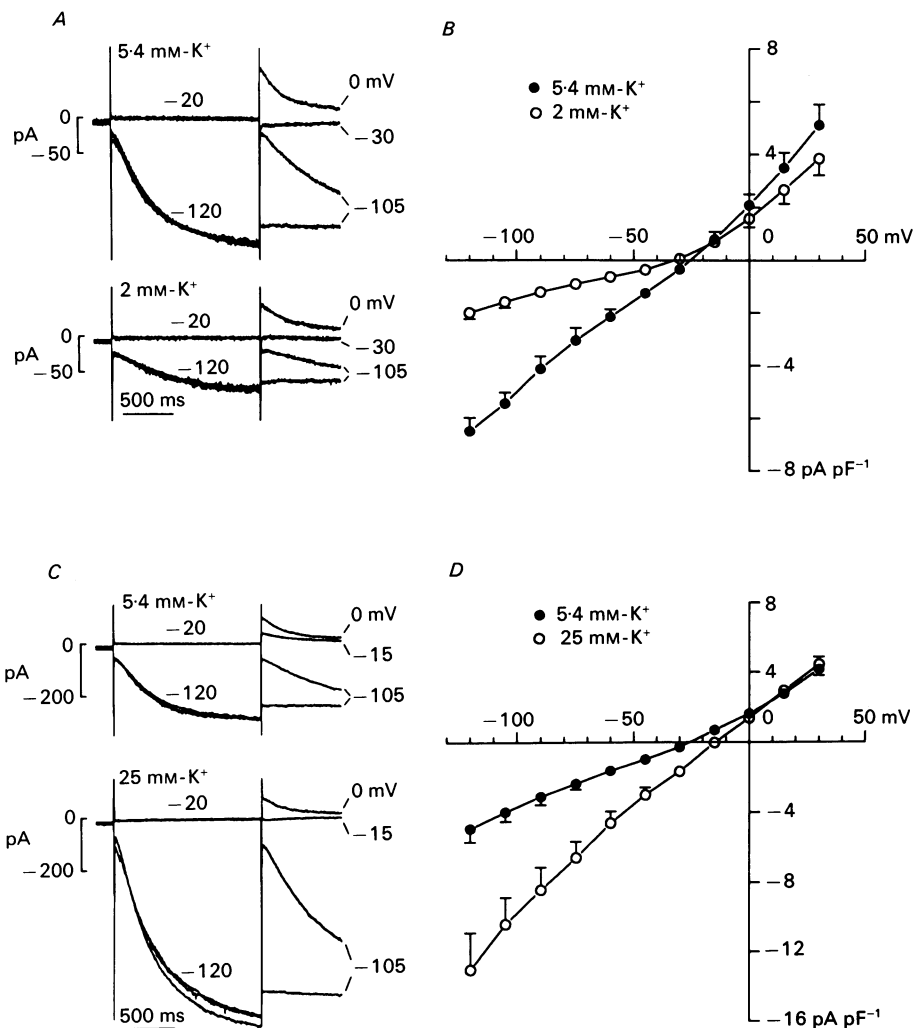 A
5·4 mM-K⁺
0
pA
−50
−20
−120
0 mV
−30
−105
2 mM-K⁺
0
pA
−50
−20
−120
500 ms
0 mV
−30
−105
B
5·4 mM-K⁺
2 mM-K⁺
8
4
−100
−50
0
50 mV
−4
−8 pA pF⁻¹
C
5·4 mM-K⁺
0
pA
−200
−20
−120
0 mV
−15
−105
25 mM-K⁺
0
pA
−200
−20
−120
500 ms
0 mV
−15
−105
D
5·4 mM-K⁺
25 mM-K⁺
8
4
−100
−50
0
50 mV
−4
−8
−12
−16 pA pF⁻¹